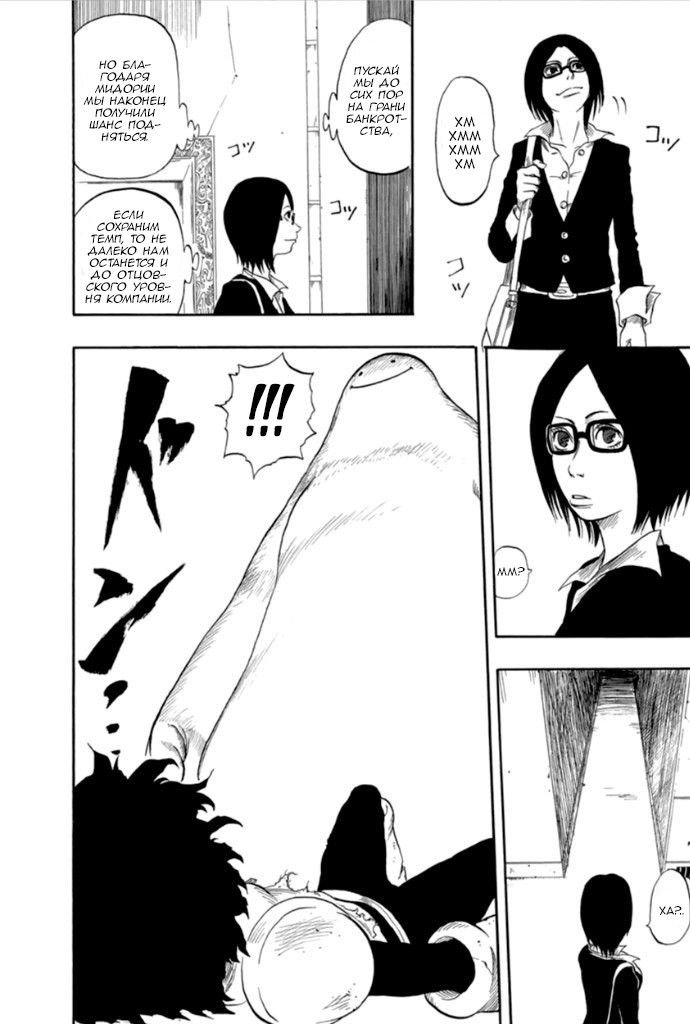 ХМ
ХММ
ХММ
ХМ
コツ
コツ
ПУСКАЙ
МЫ ДО
СИХ ПОР
НА ГРАНИ
БАНКРОТ-
СТВА,
コツ
コツ
НО БЛА-
ГОДАРЯ
МИДОРИИ
МЫ НАКОНЕЦ
ПОЛУЧИЛИ
ШАНС ПОД-
НЯТЬСЯ.
ЕСЛИ
СОХРАНИМ
ТЕМП, ТО НЕ
ДАЛЕКО НАМ
ОСТАНЕТСЯ И
ДО ОТЦОВ-
СКОГО УРОВ-
НЯ КОМПАНИИ.
ММ?
ХА?..
!!!
ドン…